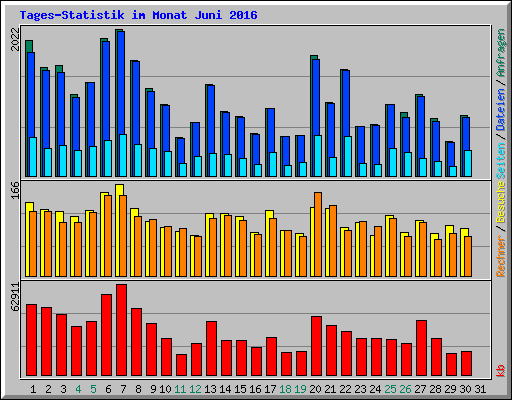 Tages-Statistik im Monat Juni 2016
2022
166
62911
Rechner / Besuche Seiten / Dateien / Anfragen
kb
1 2 3 4 5 6 7 8 9 10 11 12 13 14 15 16 17 18 19 20 21 22 23 24 25 26 27 28 29 30 31